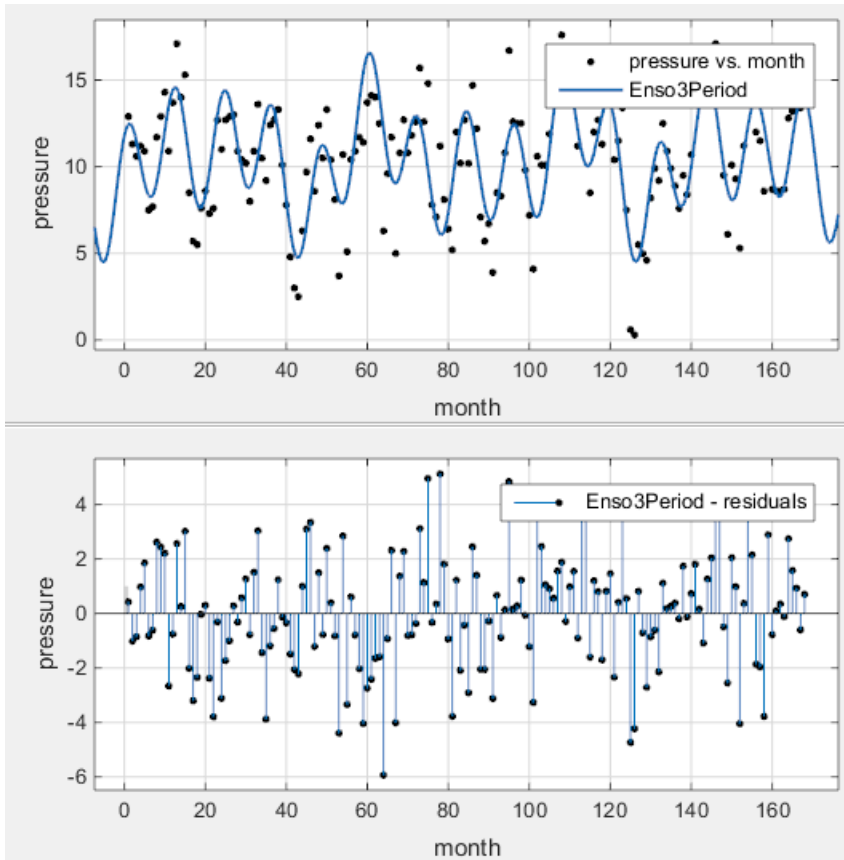 15
10
5
0
pressure
pressure vs. month
Enso3Period
0 20 40 60 80 100 120 140 160
month
4
2
0
-2
-4
-6
pressure
Enso3Period - residuals
0 20 40 60 80 100 120 140 160
month